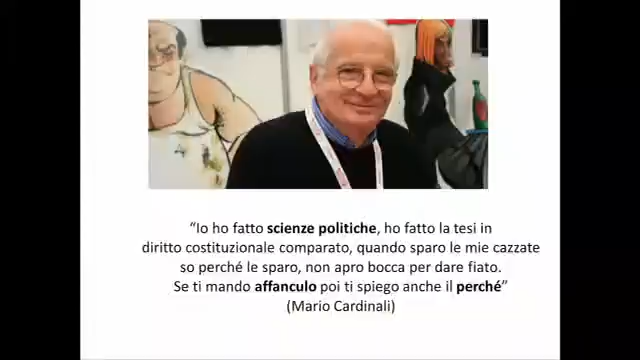 “Io ho fatto scienze politiche, ho fatto la tesi in
diritto costituzionale comparato, quando sparo le mie cazzate
so perché le sparo, non apro bocca per dare fiato.
Se ti mando affanculo poi ti spiego anche il perché”
(Mario Cardinali)